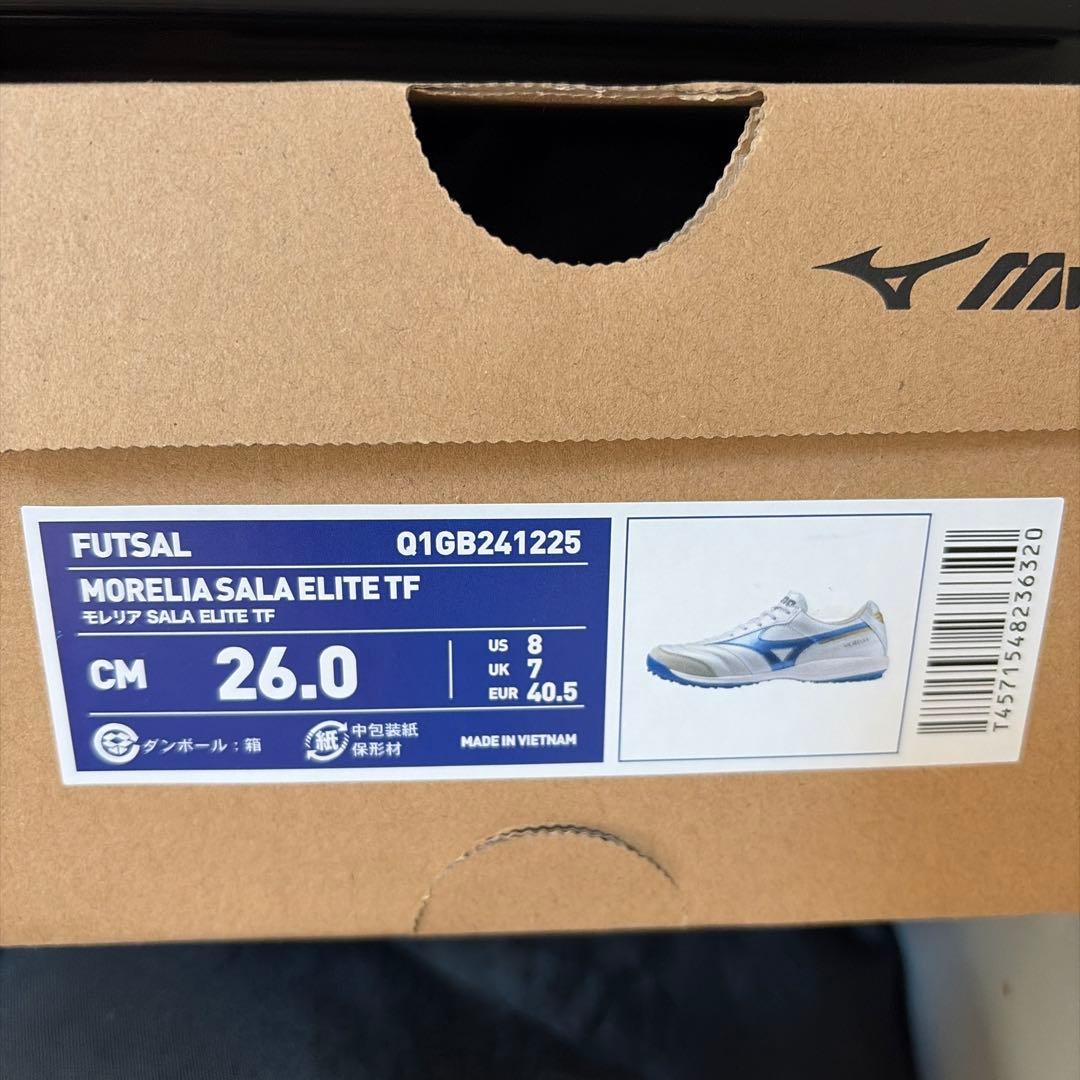 FUTSAL Q1GB241225
MORELIA SALA ELITE TF
モレリア SALA ELITE TF
CM 26.0
US 8
UK 7
EUR 40.5
ダンボール：箱
紙 中包装紙
保形材
MADE IN VIETNAM
T4571548236320